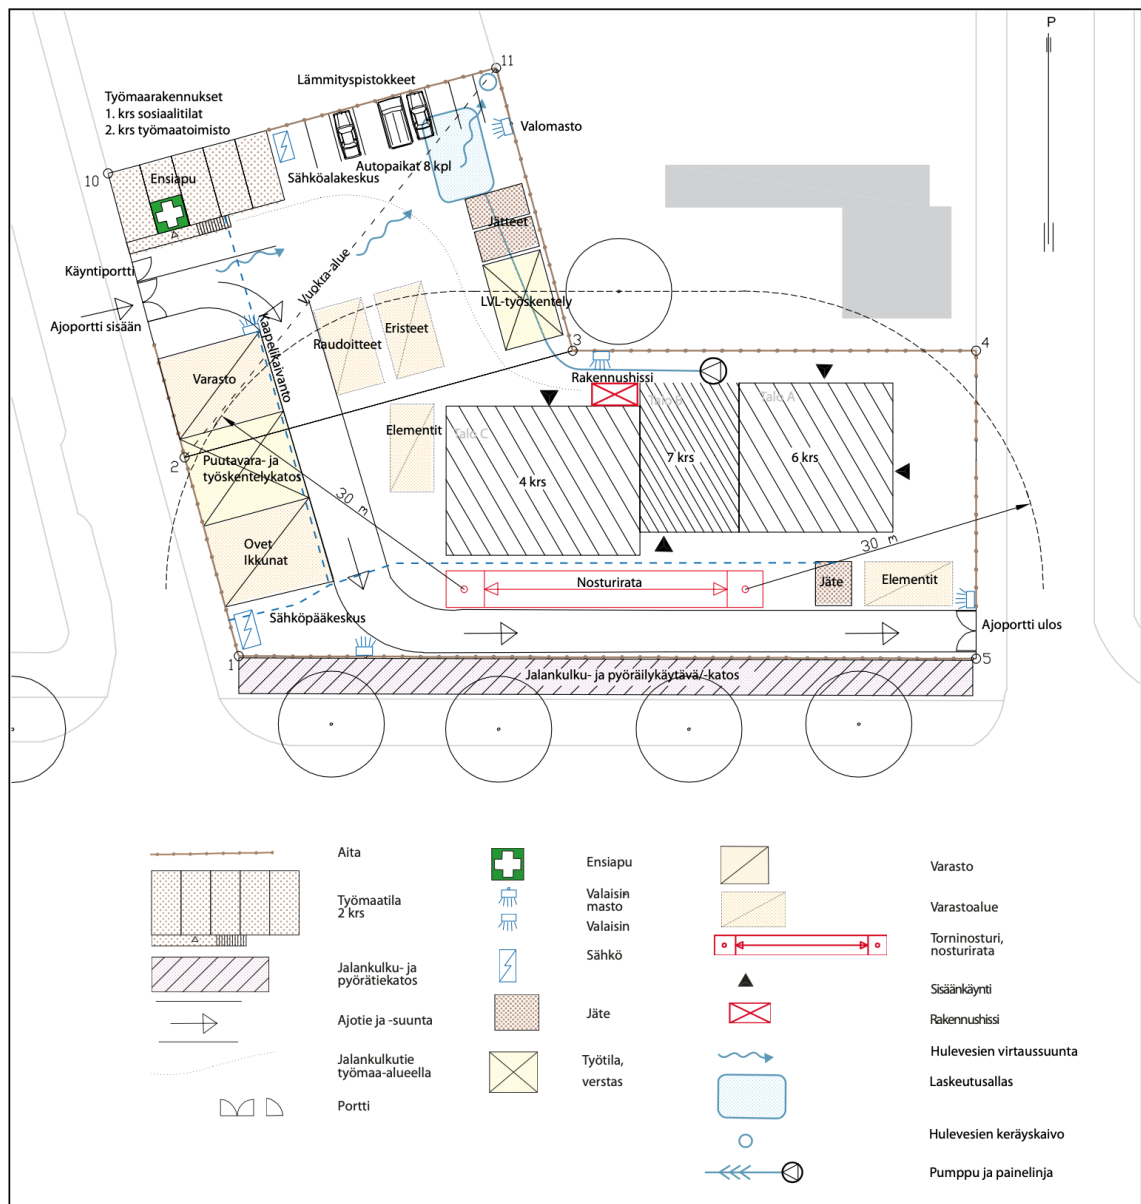 P
11
Lämmityspistokkeet
Työmaarakennukset
1. krs sosiaalitilat
2. krs työmaatoimisto
Valomasto
10
Ensiapu
Sähköalakeskus
Autopaikat 8 kpl
Jätteet
Käyntiportti
Vuokra-alue
Ajoportti sisään
Kaapelikaivanto
LVL-työskentely
Eristeet
Raudoitteet
3
4
Rakennushissi
Varasto
Talo B
Talo A
Elementit
Talo C
2
Puutavara- ja
työskentelykatos
7 krs
6 krs
4 krs
30 m
30 m
Ovet
Ikkunat
Nosturirata
Jäte
Elementit
Sähköpääkeskus
Ajoportti ulos
1
5
Jalankulku- ja pyöräilykäytävä/-katos
Aita
Työmaatila
2 krs
Jalankulku- ja
pyörätiekatos
Ajotie ja -suunta
Jalankulkutie
työmaa-alueella
Portti
Ensiapu
Valaisin
masto
Valaisin
Sähkö
Jäte
Työtila,
verstas
Varasto
Varastoalue
Torninosturi,
nosturirata
Sisäänkäynti
Rakennushissi
Hulevesien virtaussuunta
Laskeutusallas
Hulevesien keräyskaivo
Pumppu ja painelinja